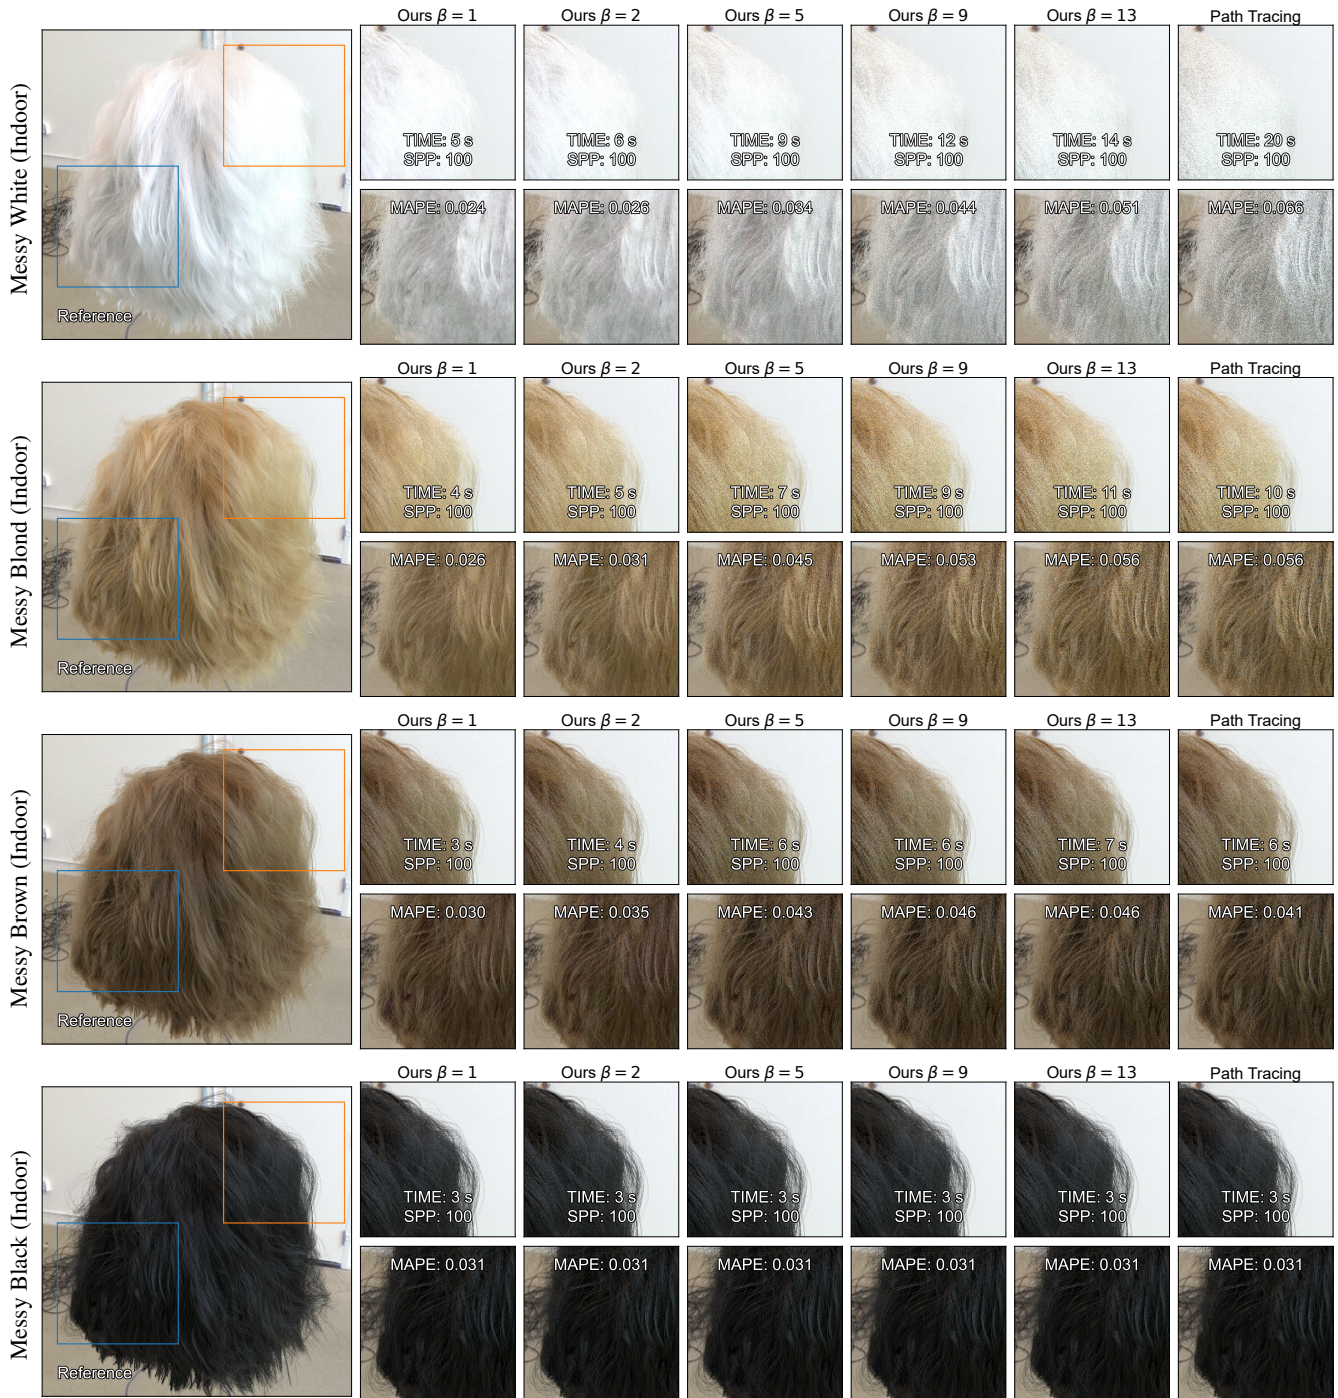 Messy White (Indoor)
Ours β = 1
Ours β = 2
Ours β = 5
Ours β = 9
Ours β = 13
Path Tracing
Reference
TIME: 5 s
SPP: 100
TIME: 6 s
SPP: 100
TIME: 9 s
SPP: 100
TIME: 12 s
SPP: 100
TIME: 14 s
SPP: 100
TIME: 20 s
SPP: 100
MAPE: 0.024
MAPE: 0.026
MAPE: 0.034
MAPE: 0.044
MAPE: 0.051
MAPE: 0.066
Messy Blond (Indoor)
Ours β = 1
Ours β = 2
Ours β = 5
Ours β = 9
Ours β = 13
Path Tracing
Reference
TIME: 4 s
SPP: 100
TIME: 5 s
SPP: 100
TIME: 7 s
SPP: 100
TIME: 9 s
SPP: 100
TIME: 11 s
SPP: 100
TIME: 10 s
SPP: 100
MAPE: 0.026
MAPE: 0.031
MAPE: 0.045
MAPE: 0.053
MAPE: 0.056
MAPE: 0.056
Messy Brown (Indoor)
Ours β = 1
Ours β = 2
Ours β = 5
Ours β = 9
Ours β = 13
Path Tracing
Reference
TIME: 3 s
SPP: 100
TIME: 4 s
SPP: 100
TIME: 6 s
SPP: 100
TIME: 6 s
SPP: 100
TIME: 7 s
SPP: 100
TIME: 6 s
SPP: 100
MAPE: 0.030
MAPE: 0.035
MAPE: 0.043
MAPE: 0.046
MAPE: 0.046
MAPE: 0.041
Messy Black (Indoor)
Ours β = 1
Ours β = 2
Ours β = 5
Ours β = 9
Ours β = 13
Path Tracing
Reference
TIME: 3 s
SPP: 100
TIME: 3 s
SPP: 100
TIME: 3 s
SPP: 100
TIME: 3 s
SPP: 100
TIME: 3 s
SPP: 100
TIME: 3 s
SPP: 100
MAPE: 0.031
MAPE: 0.031
MAPE: 0.031
MAPE: 0.031
MAPE: 0.031
MAPE: 0.031